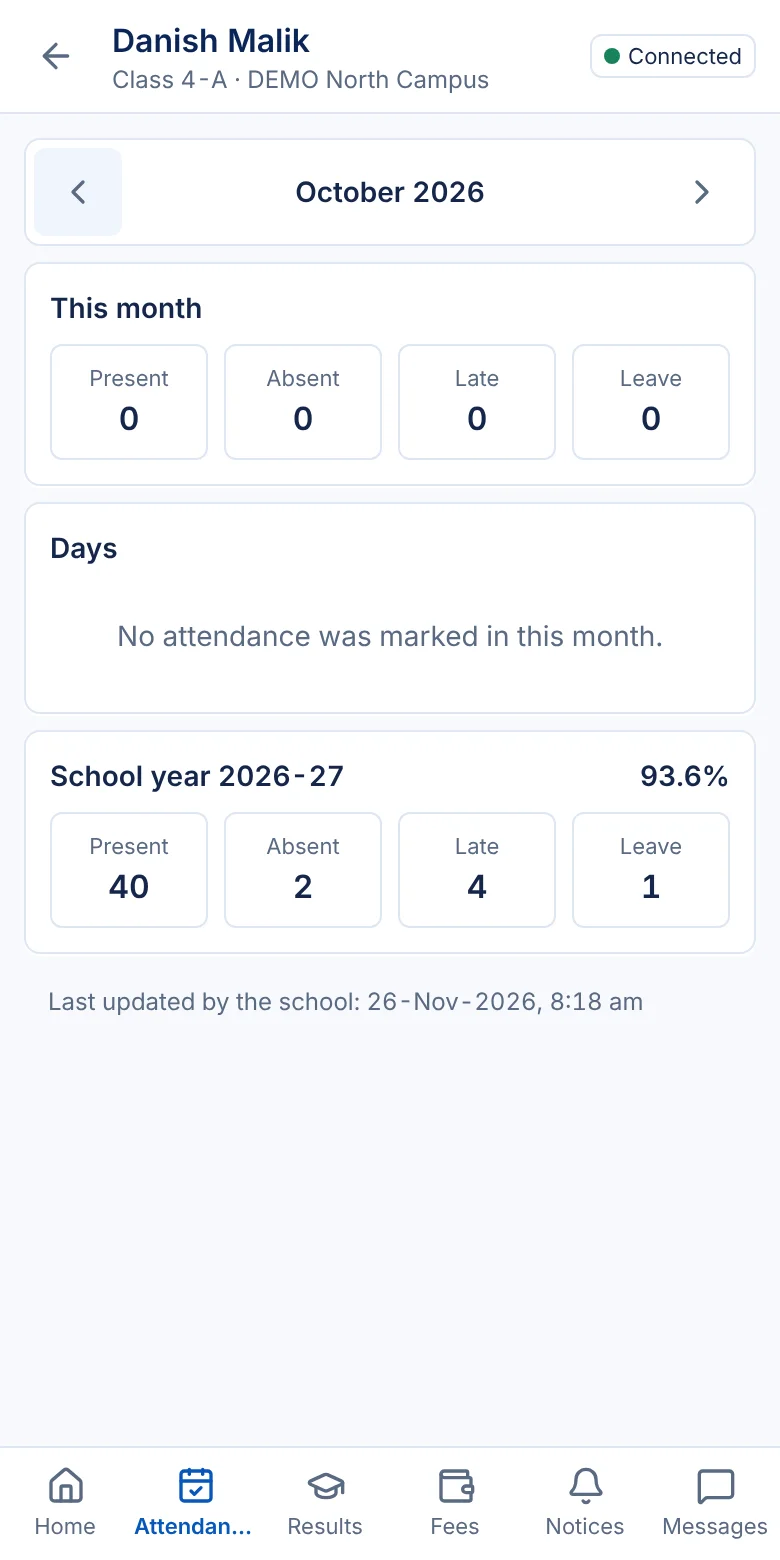 Danish Malik
Class 4-A · DEMO North Campus
Connected
October 2026
This month
Present
Absent
Late
Leave
0
0
0
0
Days
No attendance was marked in this month.
School year 2026-27
93.6%
Present
Absent
Late
Leave
40
2
4
1
Last updated by the school: 26-Nov-2026, 8:18 am
Home
Attendan...
Results
Fees
Notices
Messages